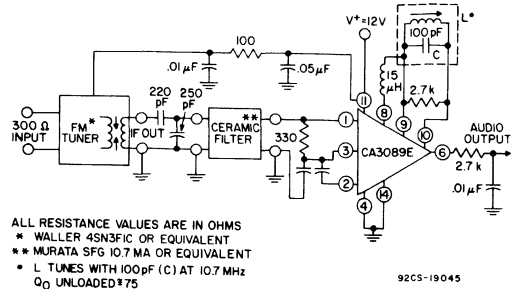 L•
V⁺=12V
100 pF
C
100
.01 µF
.05 µF
15 µH
2.7 k
220 pF
250 pF
300 Ω INPUT
FM* TUNER
IF OUT
**
CERAMIC FILTER
330
11
8
9
10
1
3
2
CA3089E
6
4
14
AUDIO OUTPUT
2.7 k
.01 µF
ALL RESISTANCE VALUES ARE IN OHMS
* WALLER 4SN3FIC OR EQUIVALENT
** MURATA SFG 10.7 MA OR EQUIVALENT
• L TUNES WITH 100 pF (C) AT 10.7 MHz
QO UNLOADED≅75
92CS-19045